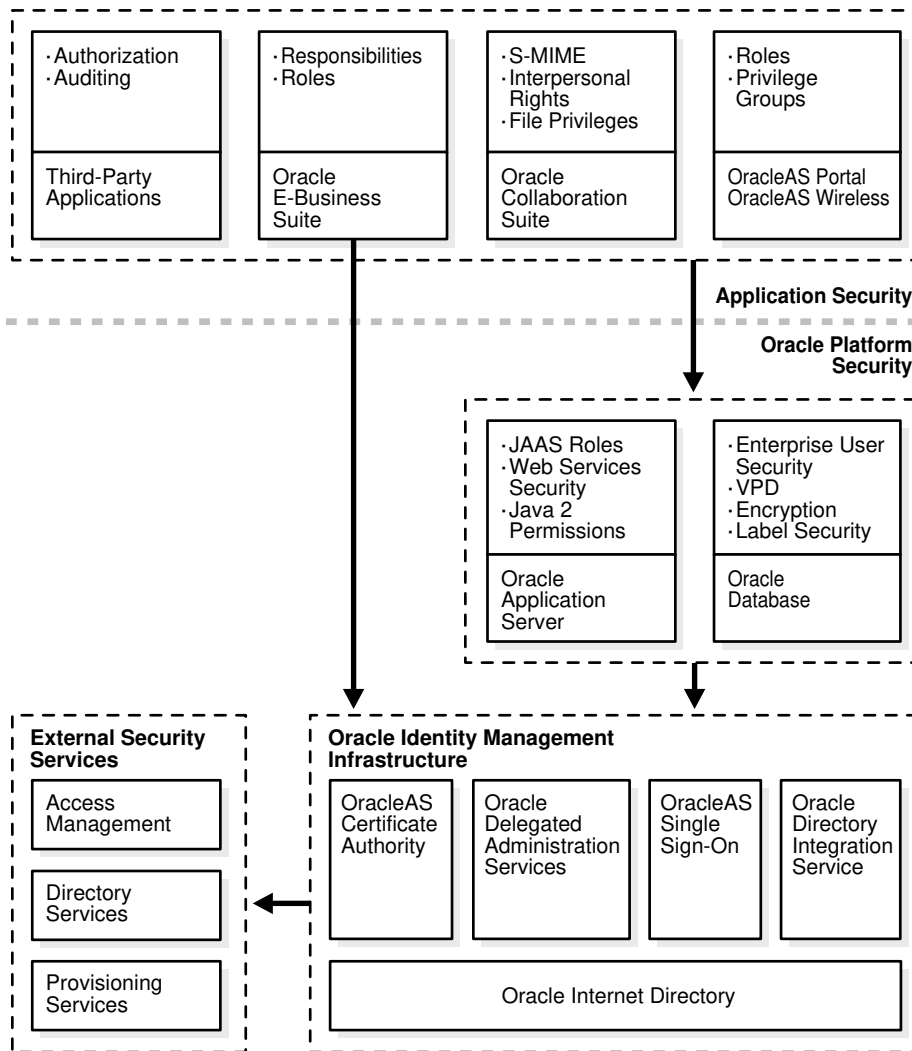 · Authorization
· Auditing
Third-Party
Applications
· Responsibilities
· Roles
Oracle
E-Business
Suite
· S-MIME
· Interpersonal
Rights
· File Privileges
Oracle
Collaboration
Suite
· Roles
· Privilege
Groups
OracleAS Portal
OracleAS Wireless
Application Security
Oracle Platform
Security
· JAAS Roles
· Web Services
Security
· Java 2
Permissions
Oracle
Application
Server
· Enterprise User
Security
· VPD
· Encryption
· Label Security
Oracle
Database
External Security
Services
Access
Management
Directory
Services
Provisioning
Services
Oracle Identity Management
Infrastructure
OracleAS
Certificate
Authority
Oracle
Delegated
Administration
Services
OracleAS
Single
Sign-On
Oracle
Directory
Integration
Service
Oracle Internet Directory